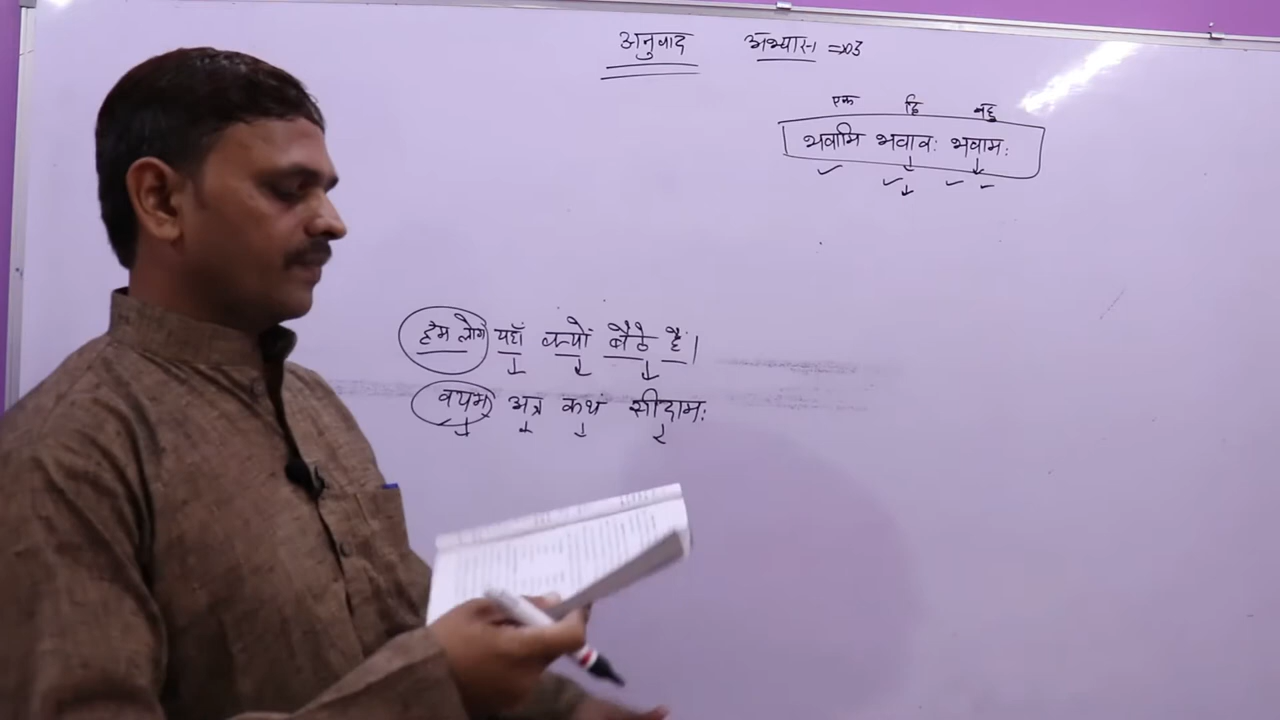 अनुवाद अभ्यास =03
एक द्वि बहु
भवामि भवावः भवामः
हम लोग यहाँ क्यों बैठे हैं।
वयम् अत्र कथं सीदामः